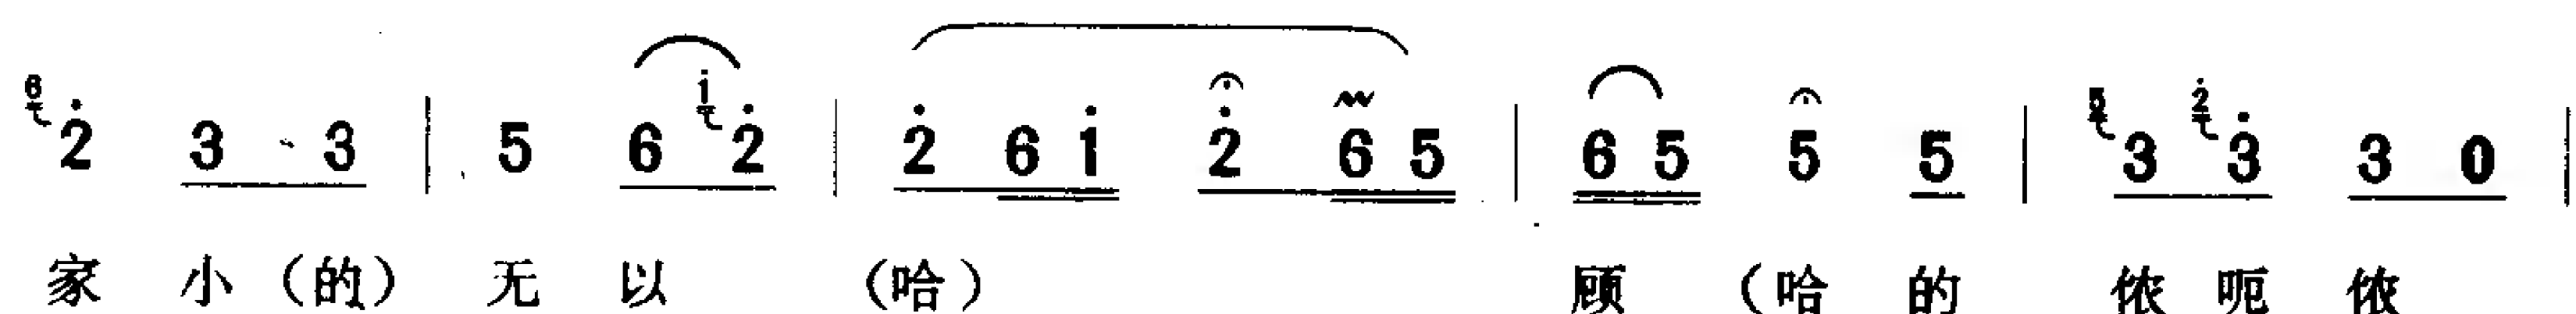 2̇ 3 3 | 5 6 2̇ | 2̇ 6 1̇ 2̇ 6 5 | 6 5 5 5 | 3 3̇ 3 0 |
家 小（的） 无 以 （哈） 顾 （哈 的 侬 呃 侬